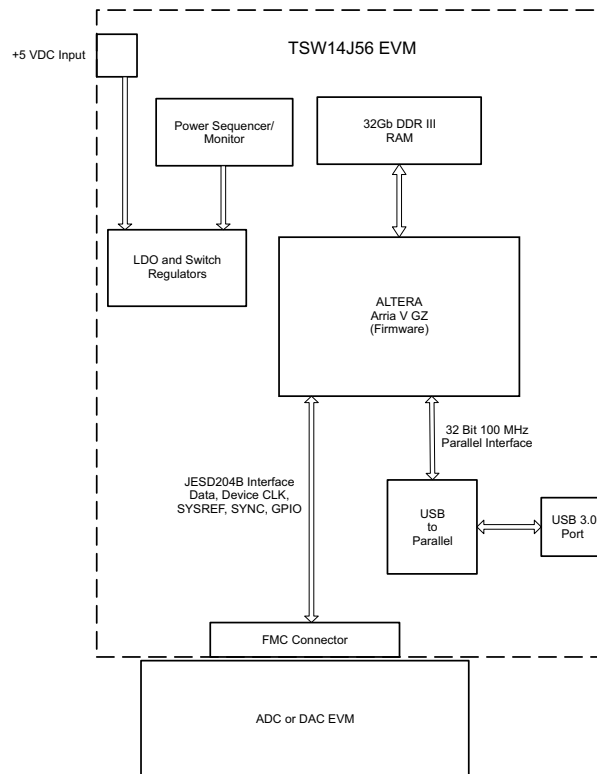 TSW14J56 EVM
+5 VDC Input
Power Sequencer/
Monitor
32Gb DDR III
RAM
LDO and Switch
Regulators
ALTERA
Arria V GZ
(Firmware)
32 Bit 100 MHz
Parallel Interface
JESD204B Interface
Data, Device CLK,
SYSREF, SYNC, GPIO
USB
to
Parallel
USB 3.0
Port
FMC Connector
ADC or DAC EVM